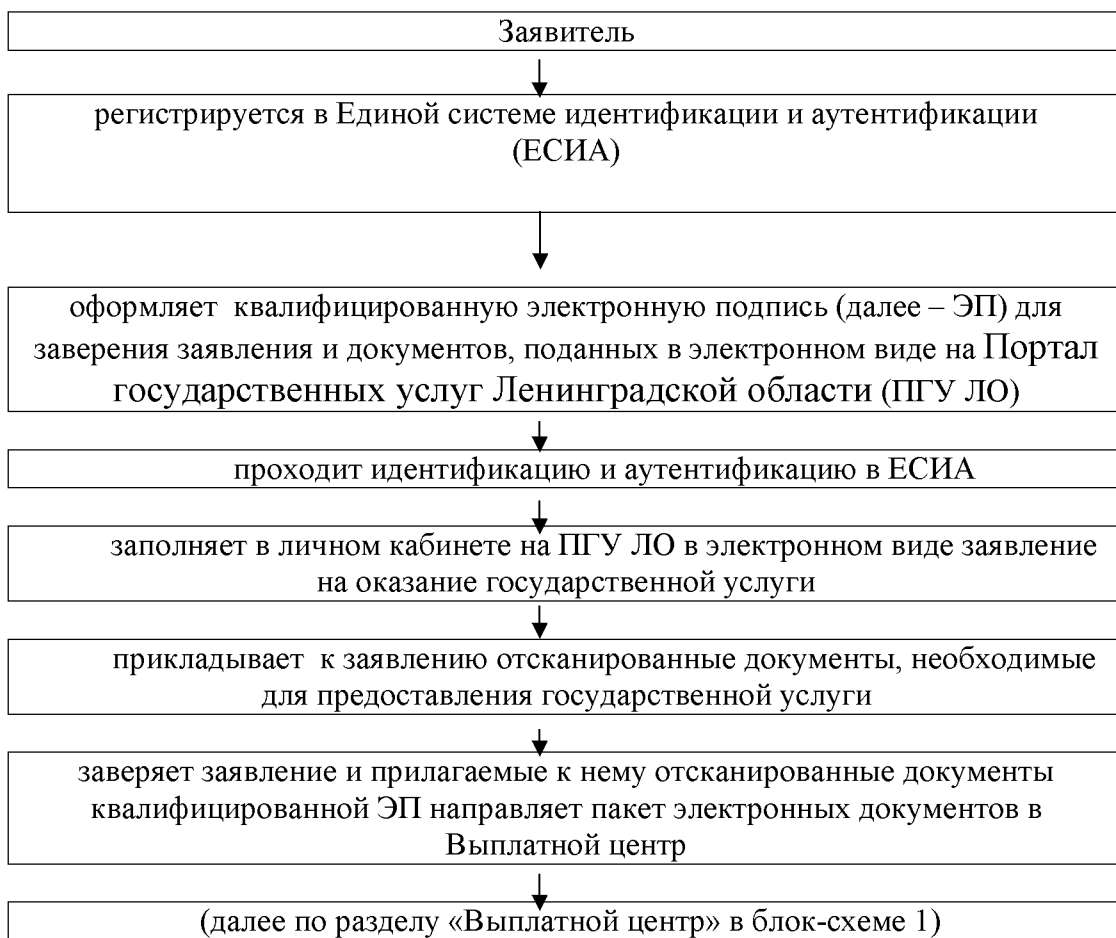 Заявитель
регистрируется в Единой системе идентификации и аутентификации
(ЕСИА)
оформляет квалифицированную электронную подпись (далее – ЭП) для
заверения заявления и документов, поданных в электронном виде на Портал
государственных услуг Ленинградской области (ПГУ ЛО)
проходит идентификацию и аутентификацию в ЕСИА
заполняет в личном кабинете на ПГУ ЛО в электронном виде заявление
на оказание государственной услуги
прикладывает к заявлению отсканированные документы, необходимые
для предоставления государственной услуги
заверяет заявление и прилагаемые к нему отсканированные документы
квалифицированной ЭП направляет пакет электронных документов в
Выплатной центр
(далее по разделу «Выплатной центр» в блок-схеме 1)